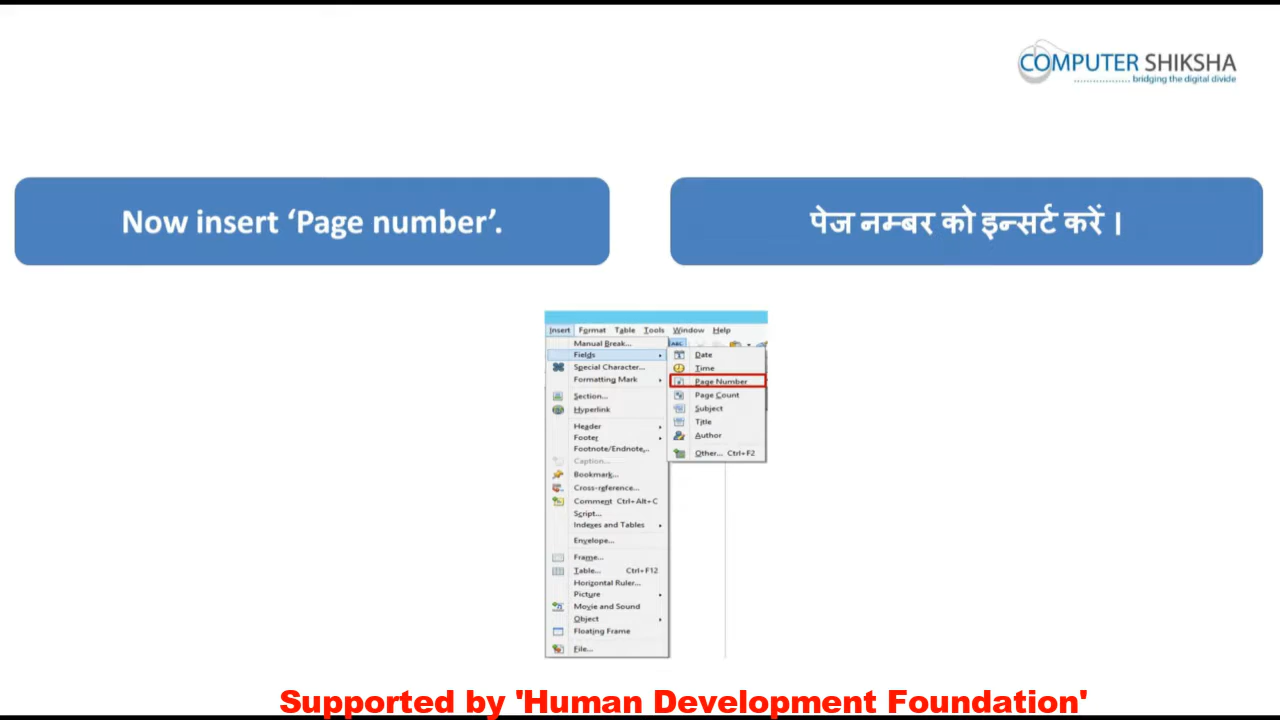 COMPUTER SHIKSHA
bridging the digital divide
Now insert ‘Page number’.
पेज नम्बर को इन्सर्ट करें ।
Insert Format Table Tools Window Help
Manual Break...
ABC
Fields
Date
Special Character...
Time
Formatting Mark
Page Number
Section...
Page Count
Hyperlink
Subject
Title
Header
Author
Footer
Footnote/Endnote...
Other... Ctrl+F2
Caption...
Bookmark...
Cross-reference...
Comment Ctrl+Alt+C
Script...
Indexes and Tables
Envelope...
Frame...
Table... Ctrl+F12
Horizontal Ruler...
Picture
Movie and Sound
Object
Floating Frame
File...
Supported by 'Human Development Foundation'